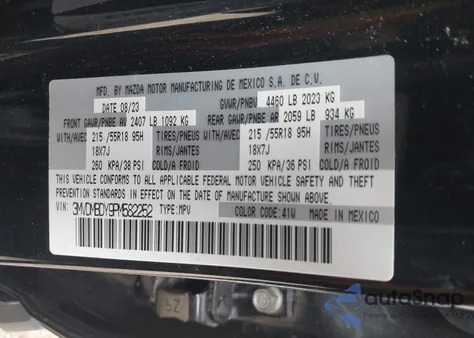 MFD. BY MAZDA MOTOR MANUFACTURING DE MEXICO S.A. DE C.V.
DATE 08/23 GVWR/PNBV 4460 LB 2023 KG
FRONT GAWR/PNBE AV 2407 LB 1092 KG REAR GAWR/PNBE AR 2059 LB 934 KG
WITH/AVEC 215 /55R18 95H TIRES/PNEUS WITH/AVEC 215 /55R18 95H TIRES/PNEUS
18X7J RIMS/JANTES 18X7J RIMS/JANTES
260 KPA/38 PSI COLD/A FROID 250 KPA/36 PSI COLD/A FROID
THIS VEHICLE CONFORMS TO ALL APPLICABLE FEDERAL MOTOR VEHICLE SAFETY AND THEFT
PREVENTION STANDARDS IN EFFECT ON THE DATE OF MANUFACTURE SHOWN ABOVE.
VIN: 3MVDMBDY9PM582252 TYPE:MPV COLOR CODE:41W MADE IN MEXICO
autoSnap